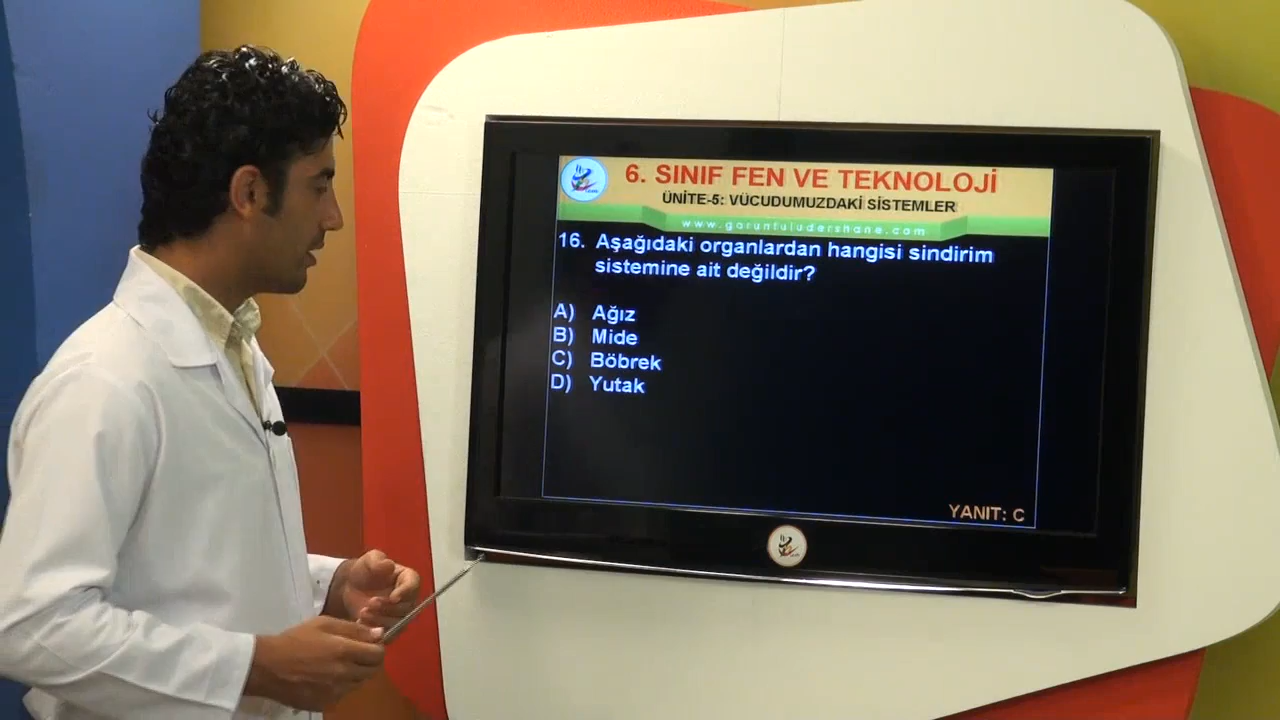 6. SINIF FEN VE TEKNOLOJİ
ÜNİTE-5: VÜCUDUMUZDAKİ SİSTEMLER
www.goruntuludershane.com
16. Aşağıdaki organlardan hangisi sindirim
sistemine ait değildir?
A) Ağız
B) Mide
C) Böbrek
D) Yutak
YANIT: C